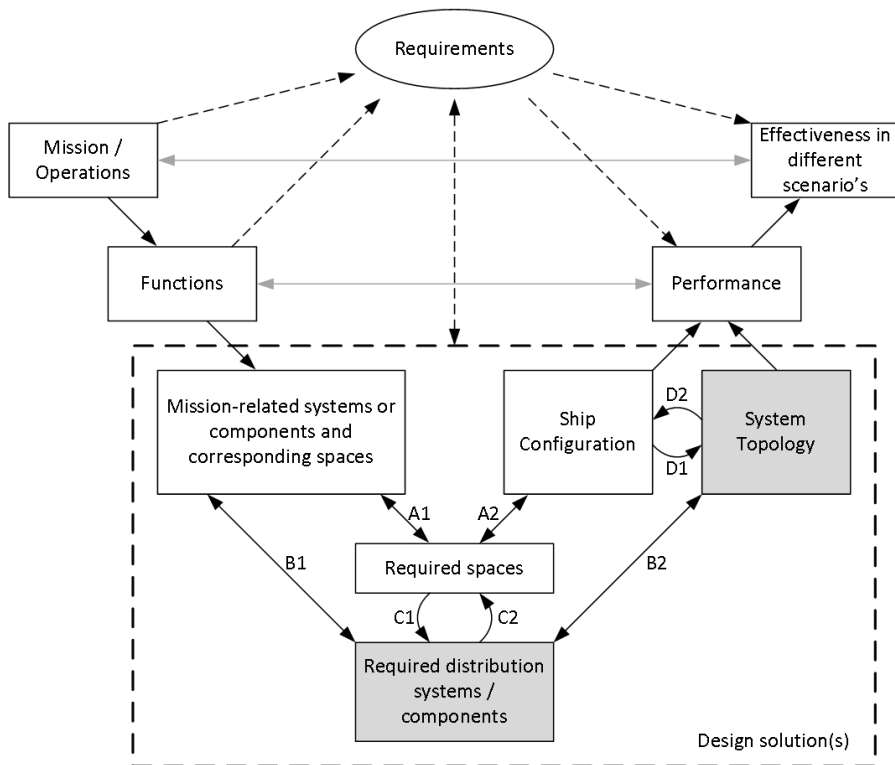 Requirements
Mission /
Operations
Effectiveness in
different
scenario's
Functions
Performance
Mission-related systems or
components and
corresponding spaces
Ship
Configuration
D2
D1
System
Topology
A1
A2
Required spaces
B1
B2
C1
C2
Required distribution
systems /
components
Design solution(s)